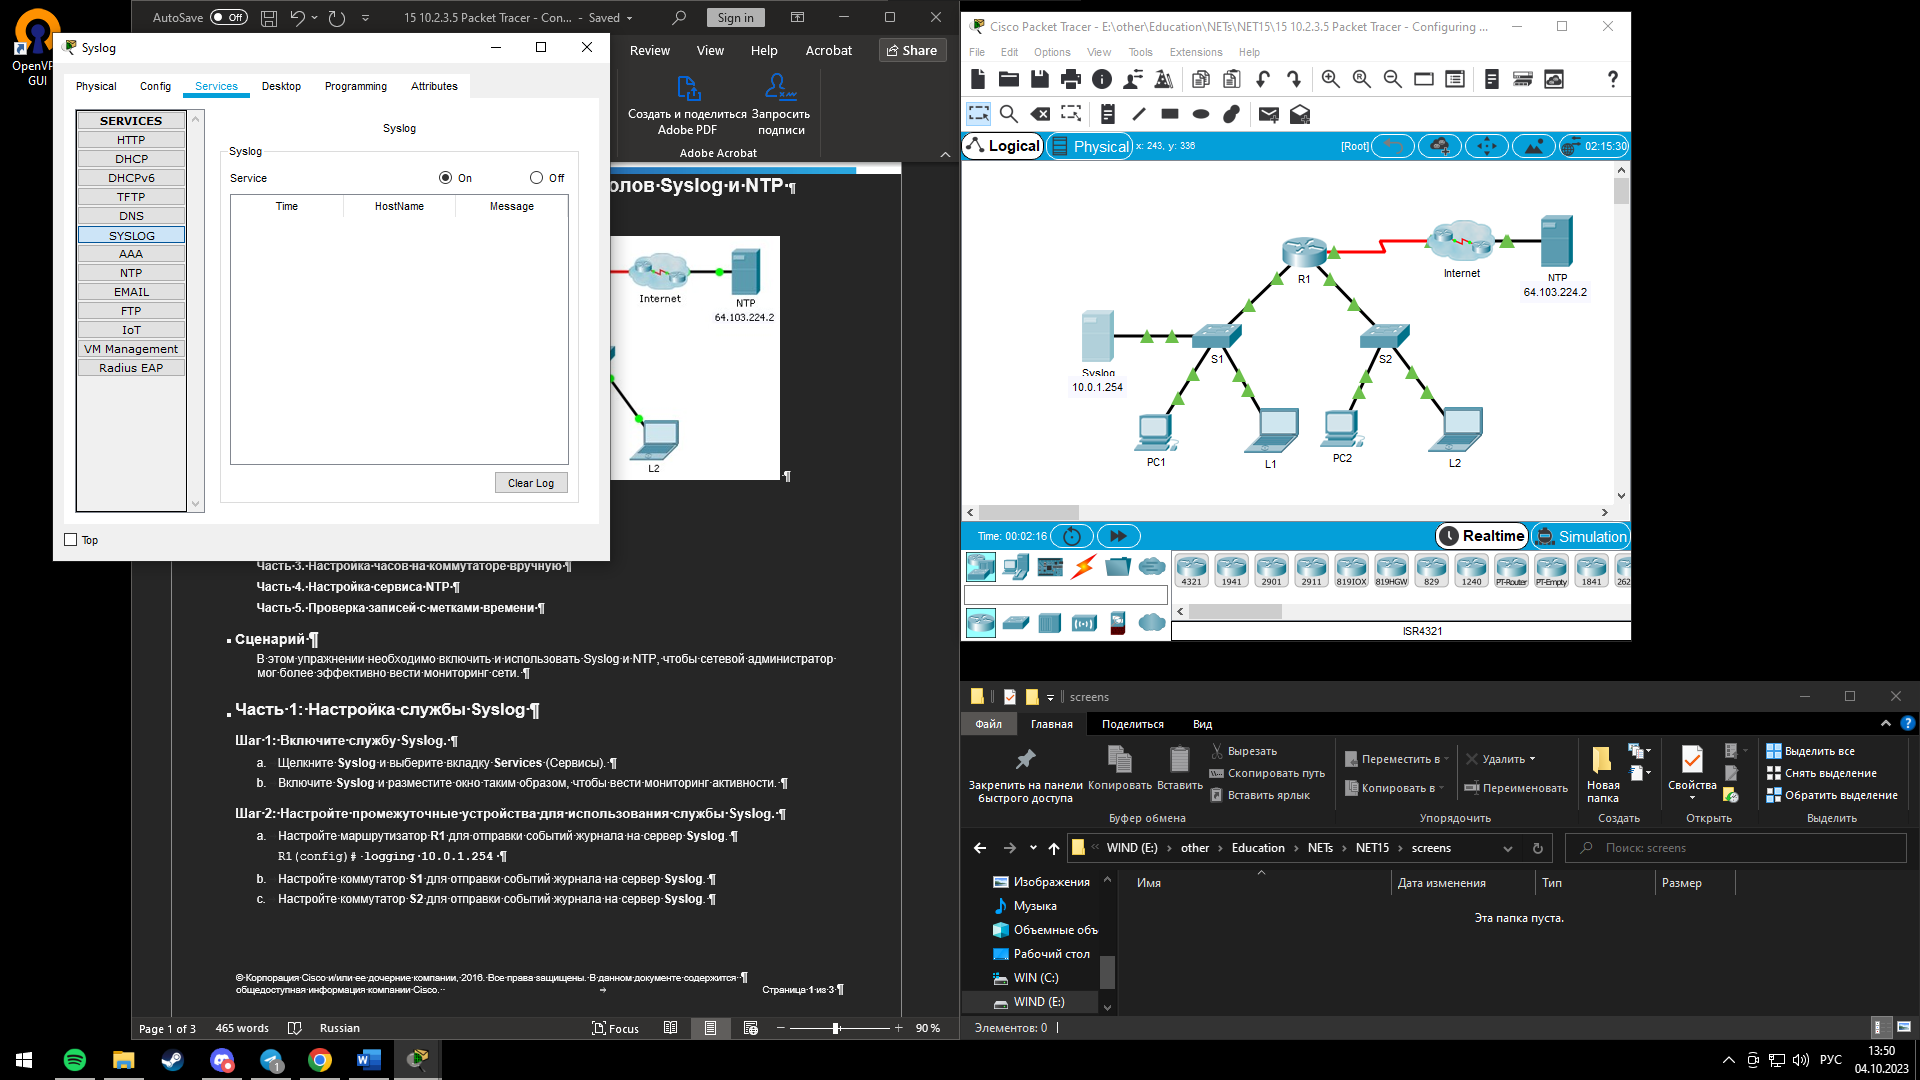 OpenVPN
GUI
AutoSave
Off
15 10.2.3.5 Packet Tracer - Con... - Saved
Sign in
Review
View
Help
Acrobat
Share
Создать и поделиться
Adobe PDF
Запросить
подписи
Adobe Acrobat
Syslog
Physical
Config
Services
Desktop
Programming
Attributes
SERVICES
HTTP
DHCP
DHCPv6
TFTP
DNS
SYSLOG
AAA
NTP
EMAIL
FTP
IoT
VM Management
Radius EAP
Syslog
Syslog
Service
On
Off
Time
HostName
Message
Clear Log
Top
олов·Syslog·и·NTP·¶
Internet
NTP
64.103.224.2
L2
¶
Часть·3.·Настройка·часов·на·коммутаторе·вручную·¶
Часть·4.·Настройка·сервиса·NTP·¶
Часть·5.·Проверка·записей·с·метками·времени·¶
Сценарий·¶
В·этом·упражнении·необходимо·включить·и·использовать·Syslog·и·NTP,·чтобы·сетевой·администратор·
мог·более·эффективно·вести·мониторинг·сети.·¶
Часть·1:·Настройка·службы·Syslog·¶
Шаг·1:·Включите·службу·Syslog.·¶
a. Щелкните·Syslog·и·выберите·вкладку·Services·(Сервисы).·¶
b. Включите·Syslog·и·разместите·окно·таким·образом,·чтобы·вести·мониторинг·активности.·¶
Шаг·2:·Настройте·промежуточные·устройства·для·использования·службы·Syslog.·¶
a. Настройте·маршрутизатор·R1·для·отправки·событий·журнала·на·сервер·Syslog.·¶
R1(config)#·logging·10.0.1.254·¶
b. Настройте·коммутатор·S1·для·отправки·событий·журнала·на·сервер·Syslog.·¶
c. Настройте·коммутатор·S2·для·отправки·событий·журнала·на·сервер·Syslog.·¶
©·Корпорация·Cisco·и/или·ее·дочерние·компании,·2016.·Все·права·защищены.·В·данном·документе·содержится·¶
общедоступная·информация·компании·Cisco.·· → Страница·1·из·3·¶
Page 1 of 3
465 words
Russian
Focus
90 %
Cisco Packet Tracer - E:\other\Education\NETs\NET15\15 10.2.3.5 Packet Tracer - Configuring ...
File
Edit
Options
View
Tools
Extensions
Help
Logical
Physical
x: 243, y: 336
[Root]
02:15:30
R1
Internet
NTP
64.103.224.2
Syslog
10.0.1.254
S1
S2
PC1
L1
PC2
L2
Time: 00:02:16
Realtime
Simulation
4321
1941
2901
2911
819IOX
819HGW
829
1240
PT-Router
PT-Empty
1841
262
ISR4321
screens
Файл
Главная
Поделиться
Вид
Закрепить на панели
быстрого доступа
Копировать
Вставить
Вырезать
Скопировать путь
Вставить ярлык
Буфер обмена
Переместить в
Копировать в
Удалить
Переименовать
Упорядочить
Новая
папка
Создать
Свойства
Открыть
Выделить все
Снять выделение
Обратить выделение
Выделить
WIND (E:)
other
Education
NETs
NET15
screens
Поиск: screens
Изображения
Музыка
Объемные объ
Рабочий стол
WIN (C:)
WIND (E:)
Имя
Дата изменения
Тип
Размер
Эта папка пуста.
Элементов: 0
1
РУС
13:50
04.10.2023